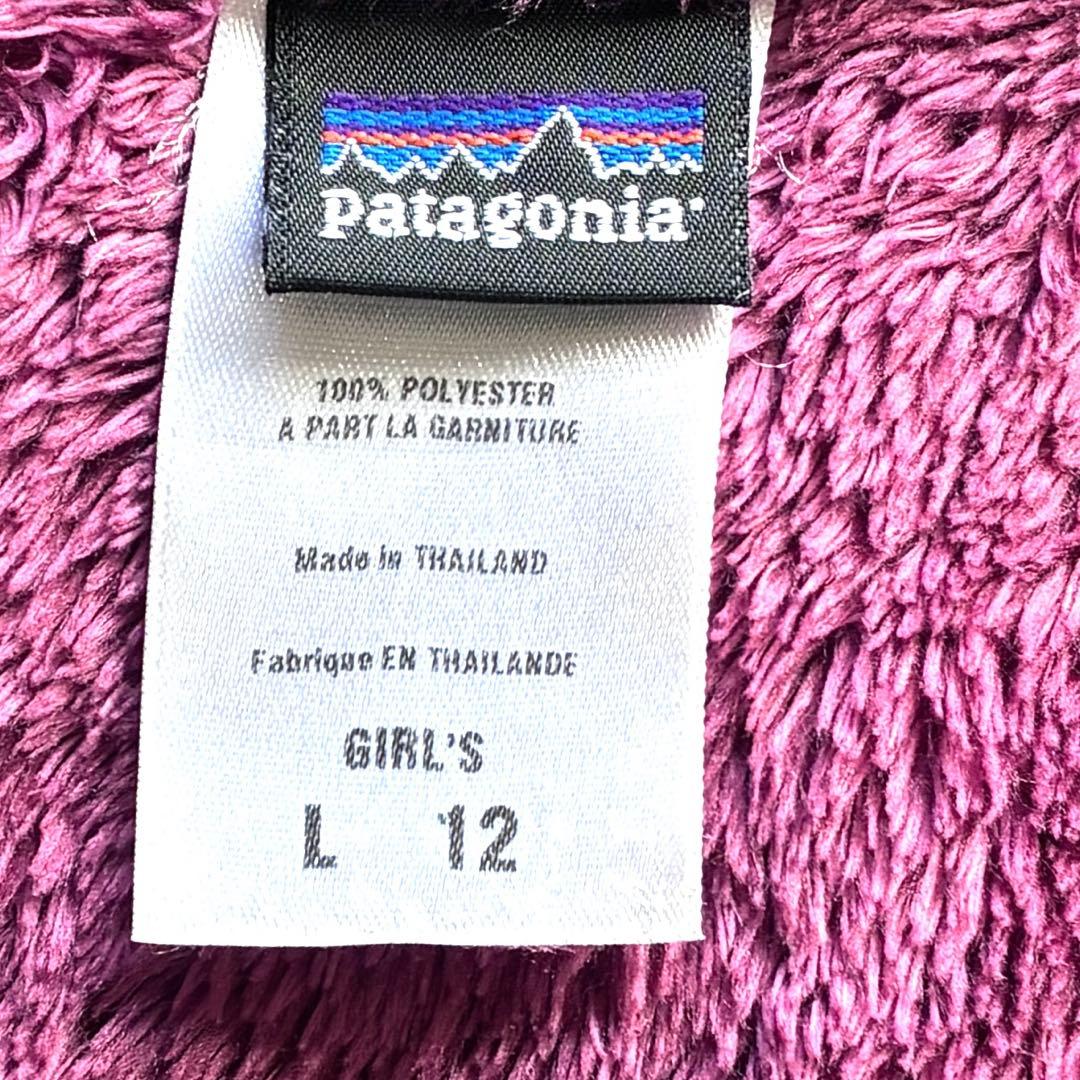 patagonia
100% POLYESTER
A PART LA GARNITURE
Made in THAILAND
Fabrique EN THAILANDE
GIRL'S
L 12